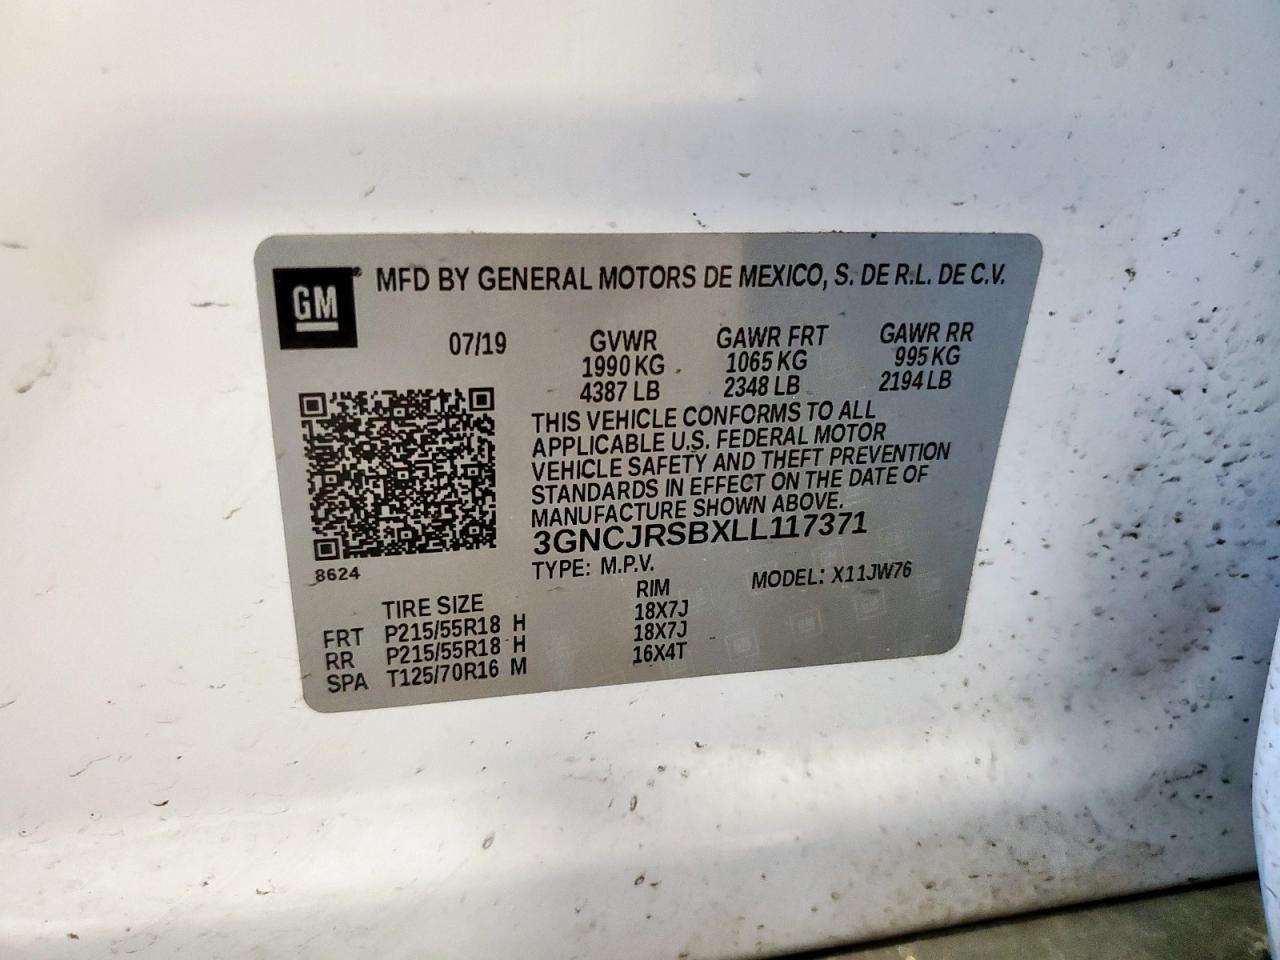 GM® MFD BY GENERAL MOTORS DE MEXICO, S. DE R.L. DE C.V.
07/19 GVWR GAWR FRT GAWR RR
1990 KG 1065 KG 995 KG
4387 LB 2348 LB 2194 LB
THIS VEHICLE CONFORMS TO ALL
APPLICABLE U.S. FEDERAL MOTOR
VEHICLE SAFETY AND THEFT PREVENTION
STANDARDS IN EFFECT ON THE DATE OF
MANUFACTURE SHOWN ABOVE.
3GNCJRSBXLL117371
8624
TYPE: M.P.V. MODEL: X11JW76
TIRE SIZE RIM
FRT P215/55R18 H 18X7J
RR P215/55R18 H 18X7J
SPA T125/70R16 M 16X4T